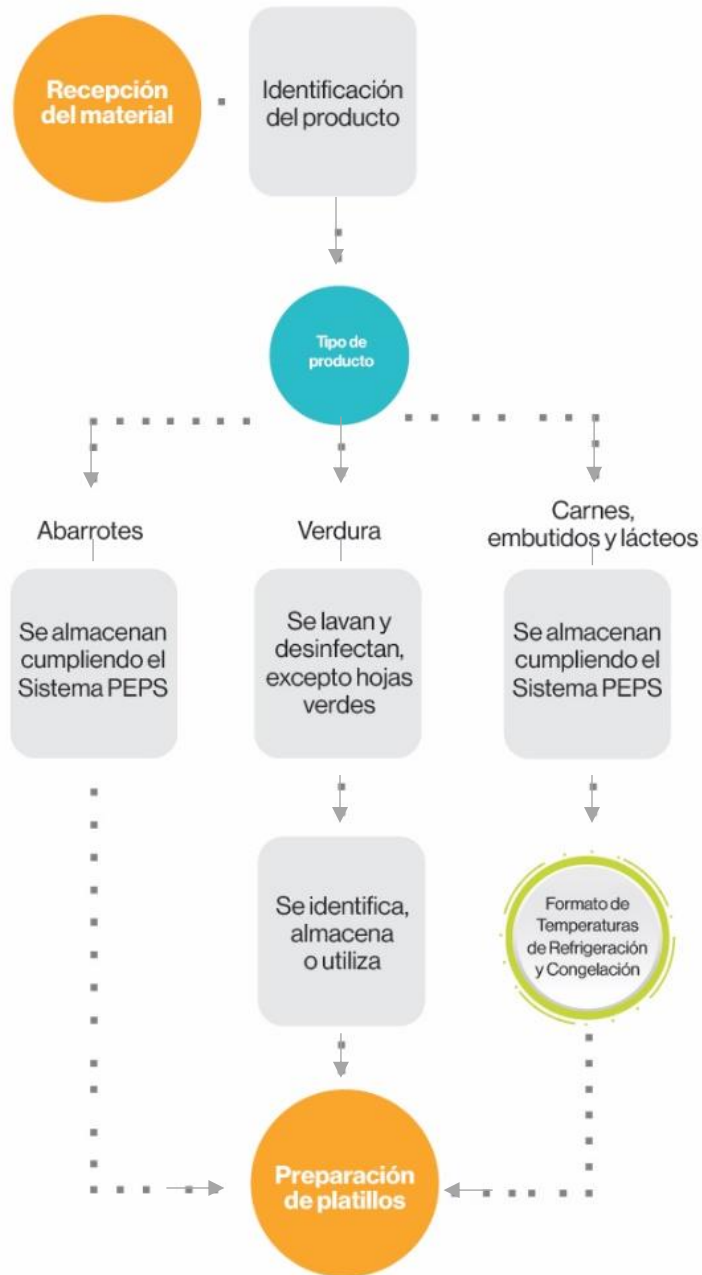 Recepción
del material
Identificación
del producto
Tipo de
producto
Abarrotes
Verdura
Carnes,
embutidos y lácteos
Se almacenan
cumpliendo el
Sistema PEPS
Se lavan y
desinfectan,
excepto hojas
verdes
Se almacenan
cumpliendo el
Sistema PEPS
Se identifica,
almacena
o utiliza
Formato de
Temperaturas
de Refrigeración
y Congelación
Preparación
de platillos